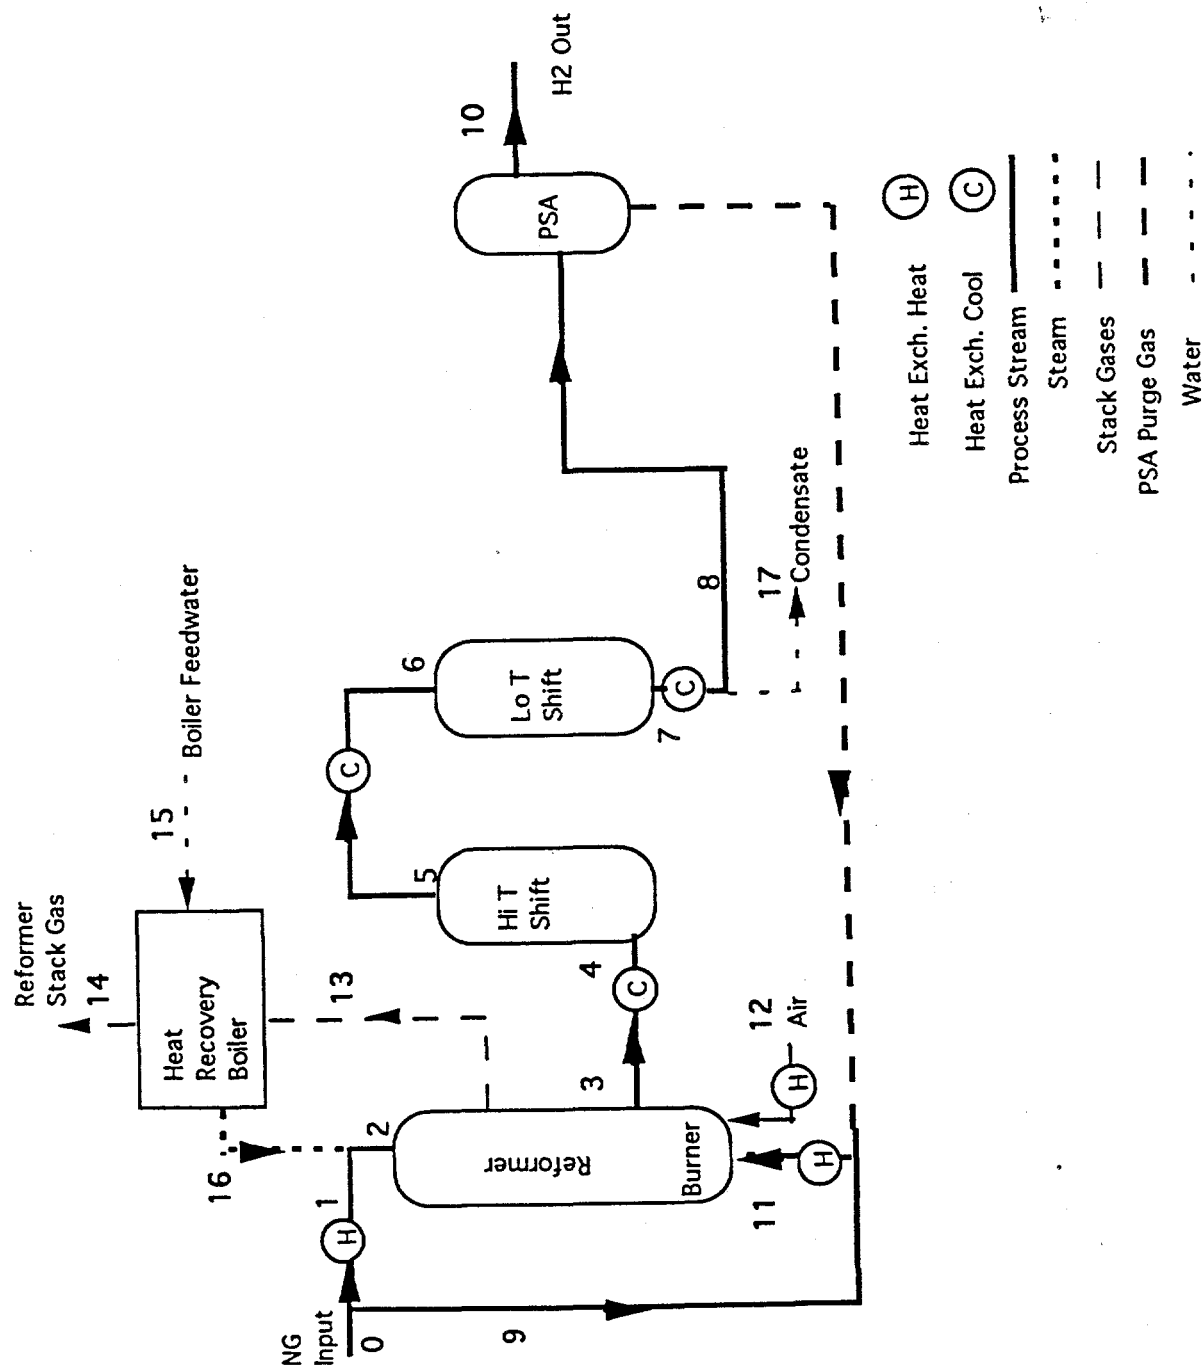 NG
Input
0
9
H
1
16
2
Reformer
Burner
11
H
H
12
Air
3
C
4
13
Reformer
Stack Gas
14
Heat
Recovery
Boiler
15
Boiler Feedwater
Hi T
Shift
5
C
6
Lo T
Shift
7
C
8
17
Condensate
PSA
10
H2 Out
Heat Exch. Heat H
Heat Exch. Cool C
Process Stream
Steam
Stack Gases
PSA Purge Gas
Water